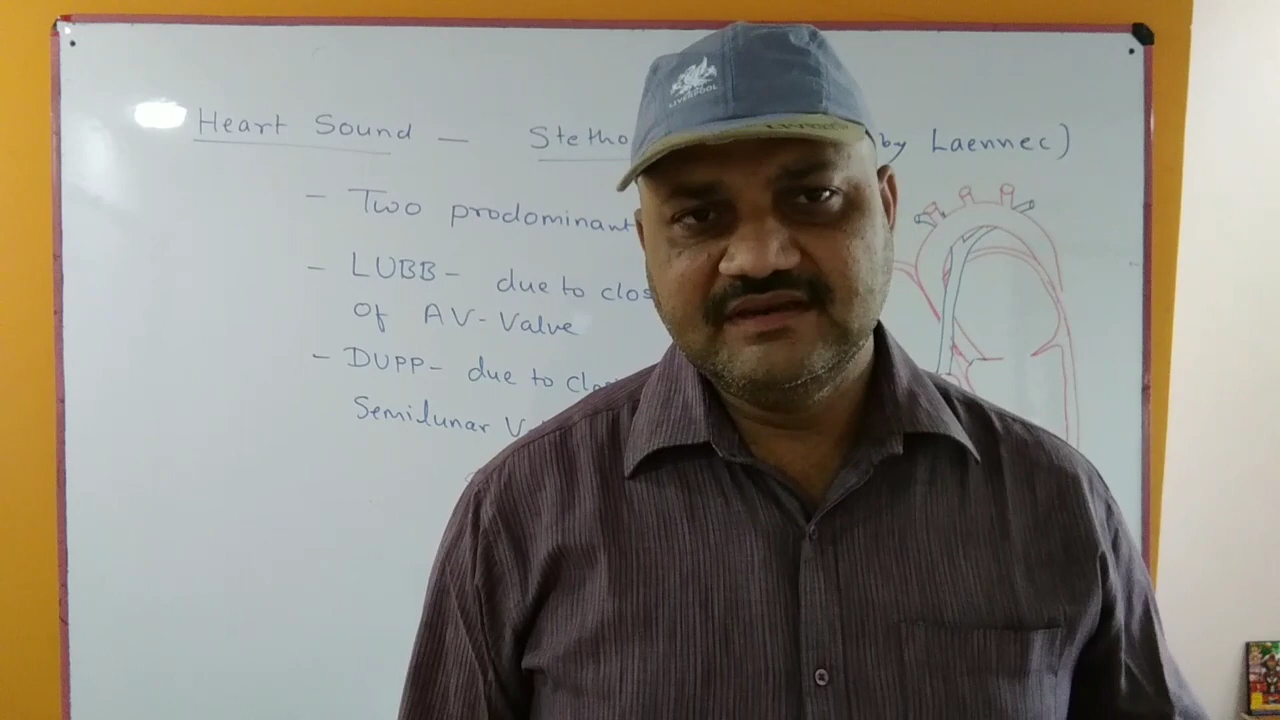 LIVERPOOL
Heart Sound — Stetho by Laennec)
- Two prodominant
- LUBB - due to clos
of AV-Valve
- DUPP - due to clo
Semilunar V